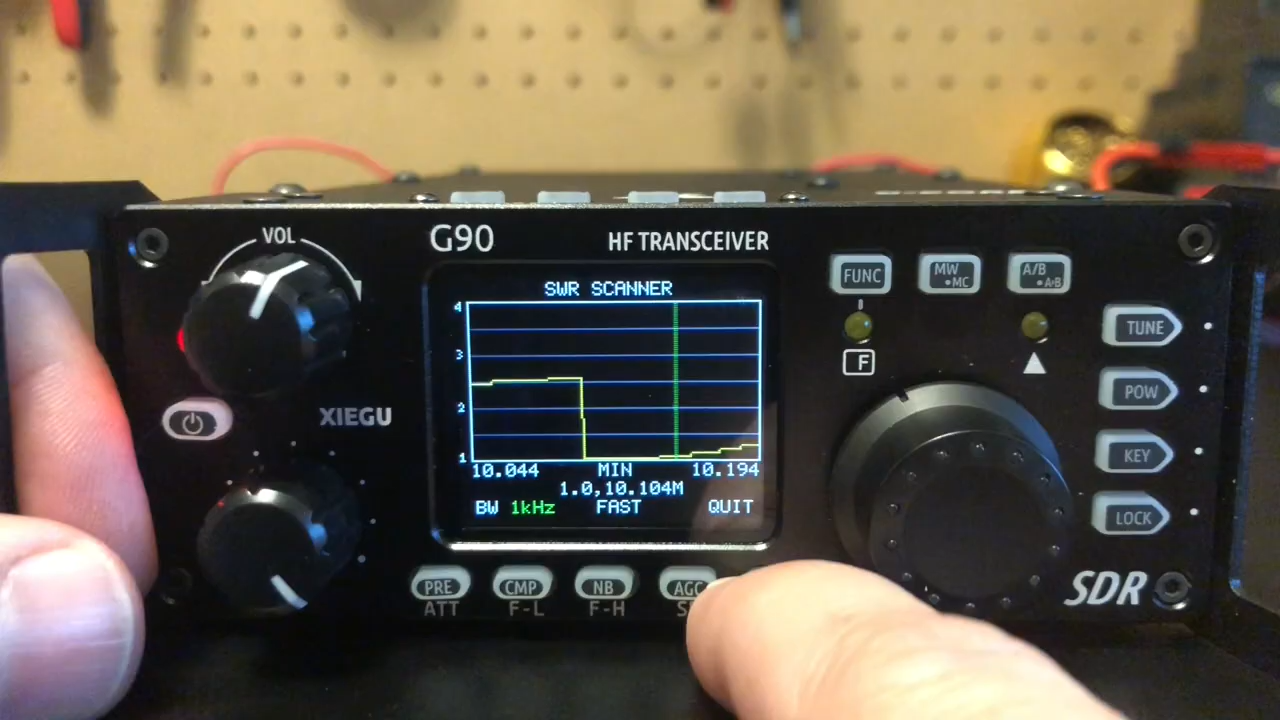 VOL
G90
HF TRANSCEIVER
SWR SCANNER
4
3
2
1
10.044 MIN 10.194
1.0,10.104M
BW 1kHz FAST QUIT
XIEGU
FUNC
MW
•MC
A/B
•A›B
F
TUNE
POW
KEY
LOCK
PRE
CMP
NB
AGC
ATT
F-L
F-H
SDR